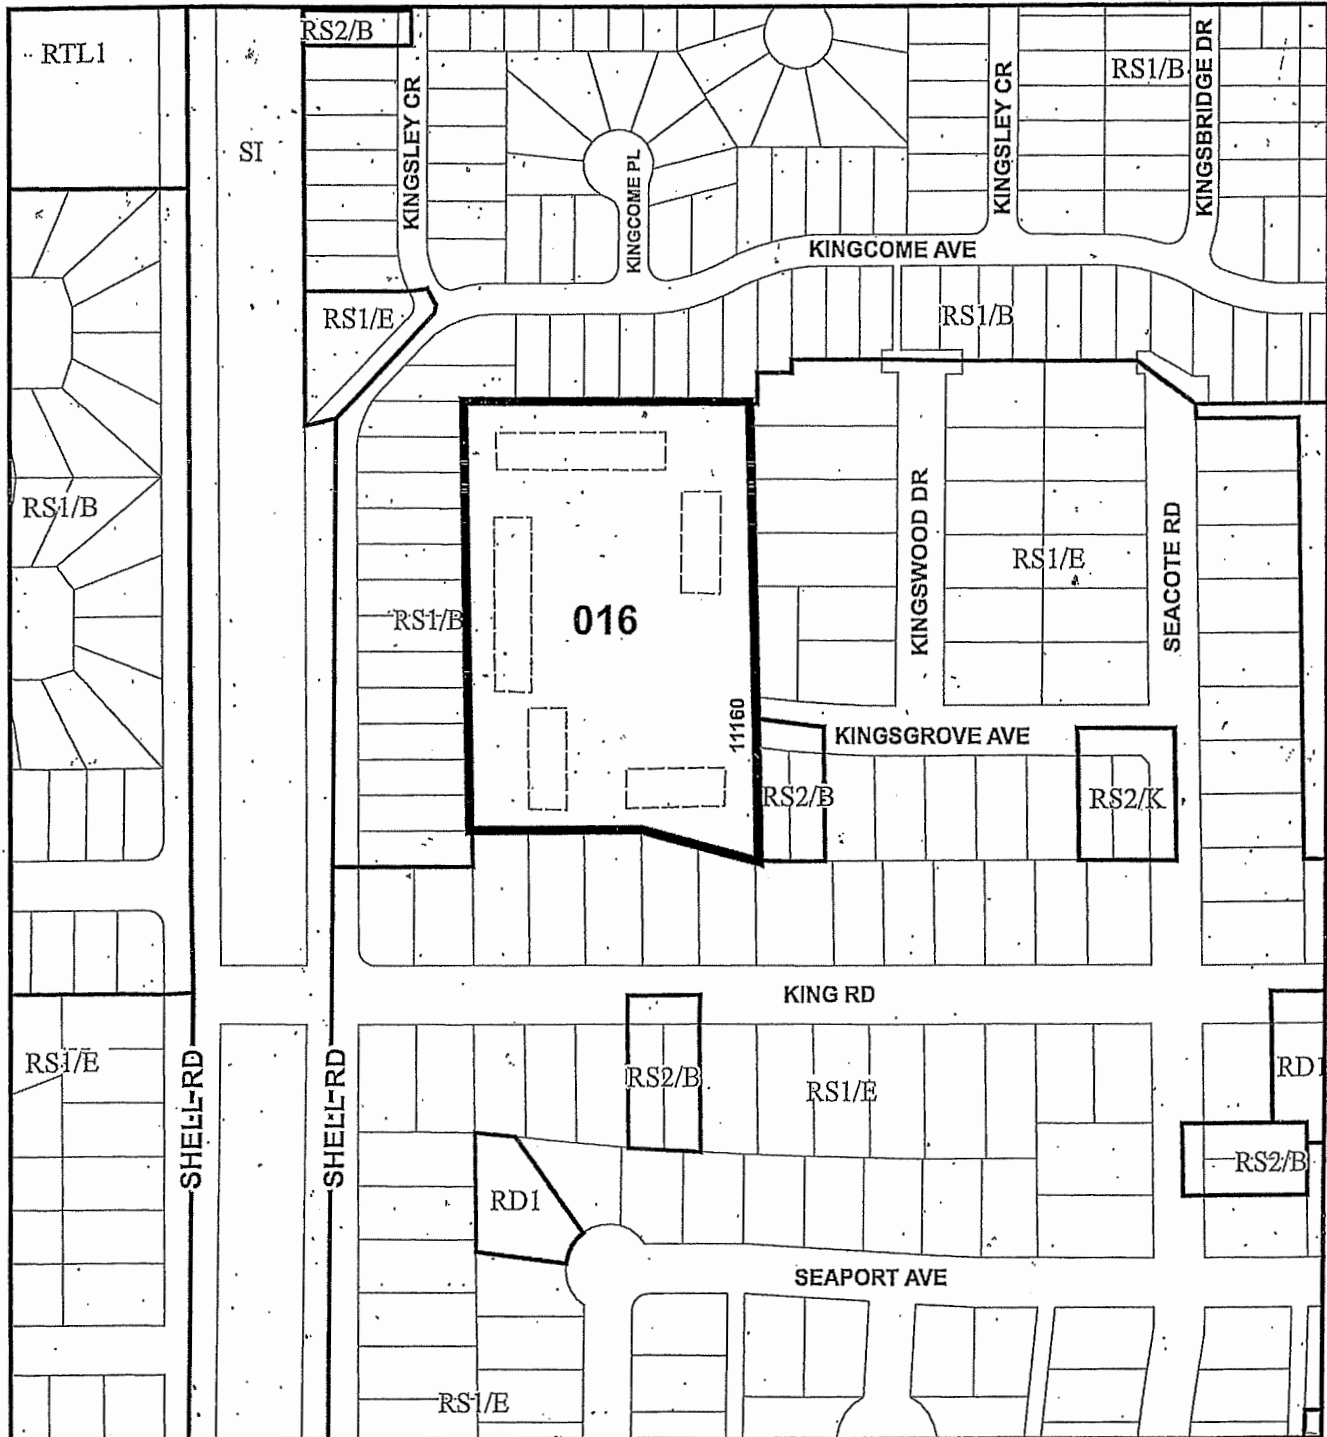 RTL1
RS2/B
SI
KINGSLEY CR
KINGCOME PL
KINGSLEY CR
RS1/B
KINGSBRIDGE DR
KINGCOME AVE
RS1/E
RS1/B
RS1/B
RS1/B
016
11160
KINGSWOOD DR
RS1/E
SEACOTE RD
KINGSGROVE AVE
RS2/B
RS2/K
KING RD
RS1/E
SHELL RD
SHELL RD
RS2/B
RS1/E
RD1
RS2/B
RD1
SEAPORT AVE
RS1/E